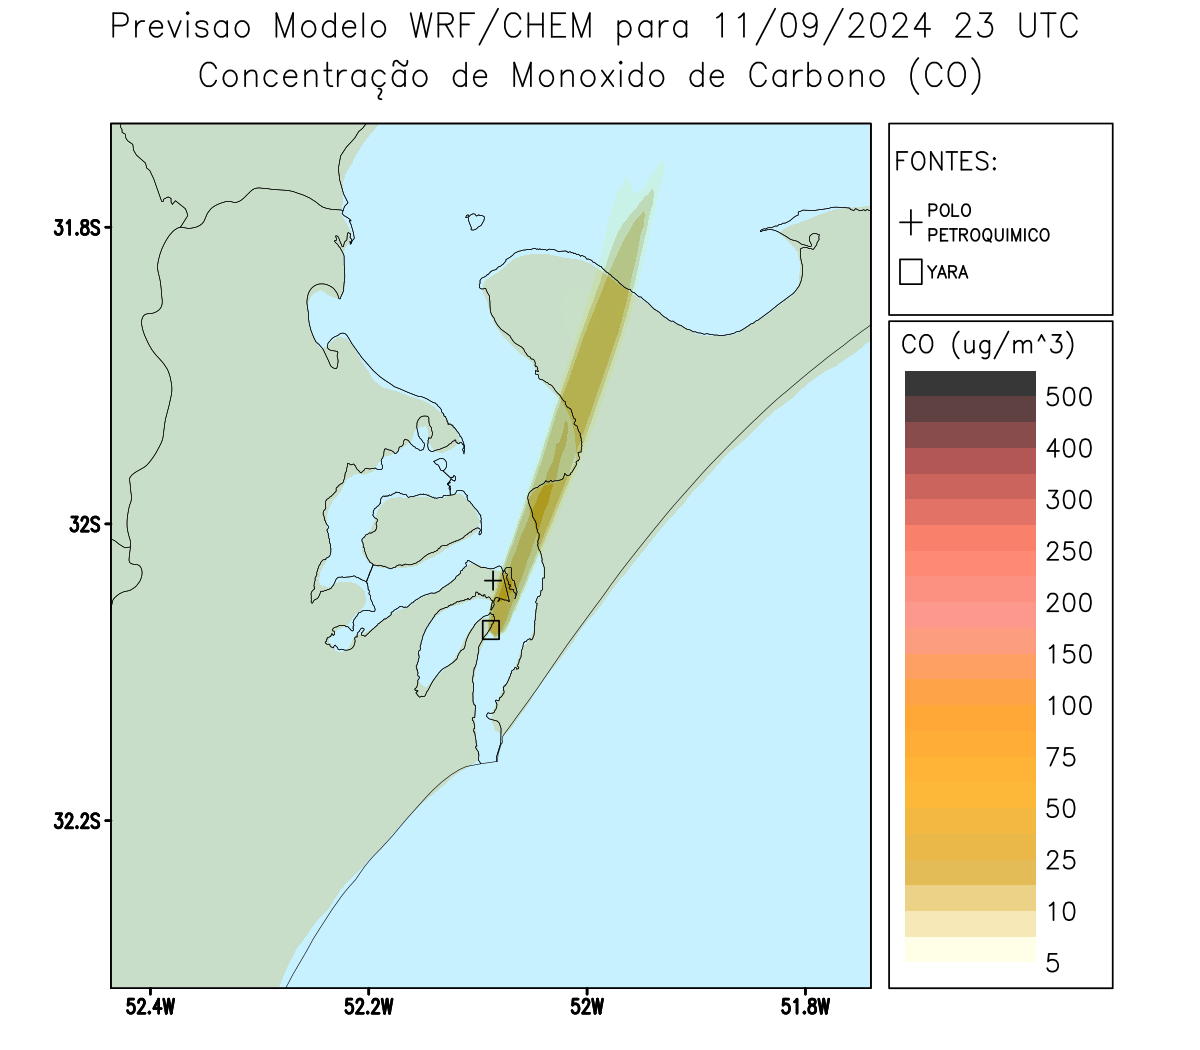 Previsao Modelo WRF/CHEM para 11/09/2024 23 UTC
Concentração de Monoxido de Carbono (CO)
FONTES:
POLO
PETROQUIMICO
YARA
CO (ug/m^3)
500
400
300
250
200
150
100
75
50
25
10
5
31.8S
32S
32.2S
52.4W
52.2W
52W
51.8W